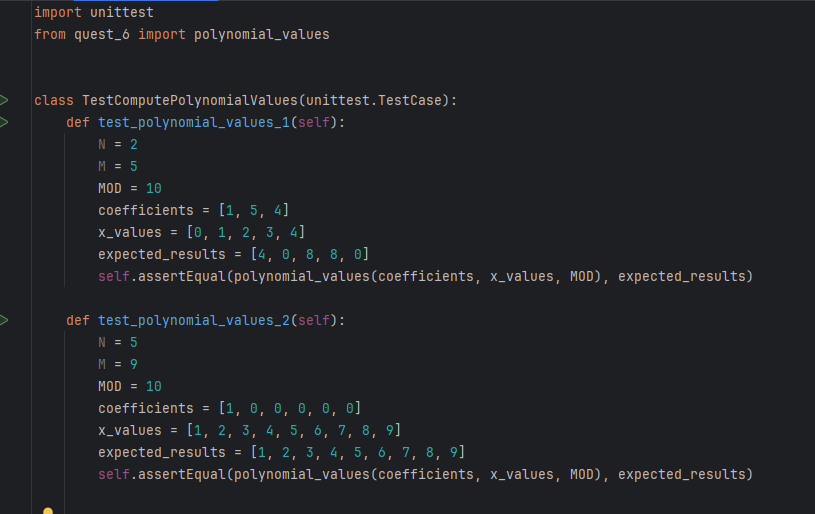 import unittest
from quest_6 import polynomial_values
class TestComputePolynomialValues(unittest.TestCase):
    def test_polynomial_values_1(self):
        N = 2
        M = 5
        MOD = 10
        coefficients = [1, 5, 4]
        x_values = [0, 1, 2, 3, 4]
        expected_results = [4, 0, 8, 8, 0]
        self.assertEqual(polynomial_values(coefficients, x_values, MOD), expected_results)
    def test_polynomial_values_2(self):
        N = 5
        M = 9
        MOD = 10
        coefficients = [1, 0, 0, 0, 0, 0]
        x_values = [1, 2, 3, 4, 5, 6, 7, 8, 9]
        expected_results = [1, 2, 3, 4, 5, 6, 7, 8, 9]
        self.assertEqual(polynomial_values(coefficients, x_values, MOD), expected_results)